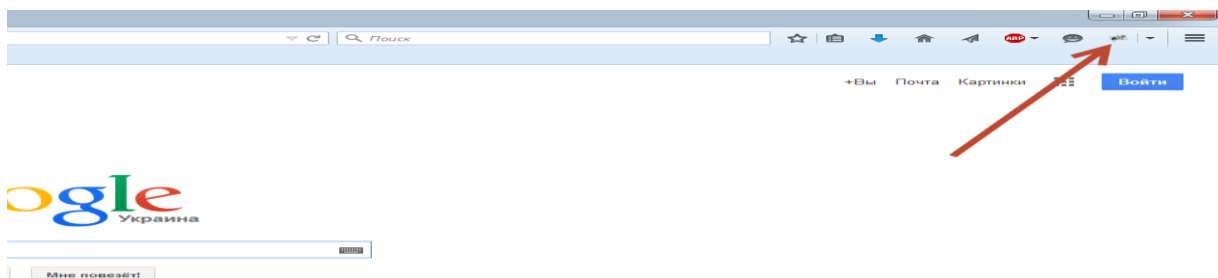 Поиск
ABP
+Вы Почта Картинки Войти
ogle
Украина
Мне повезёт!